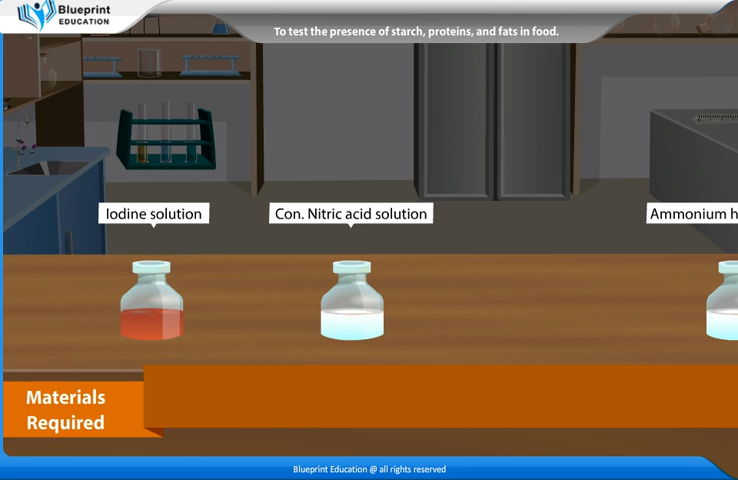 Blueprint
EDUCATION
To test the presence of starch, proteins, and fats in food.
Iodine solution
Con. Nitric acid solution
Ammonium h
Materials
Required
Blueprint Education @ all rights reserved